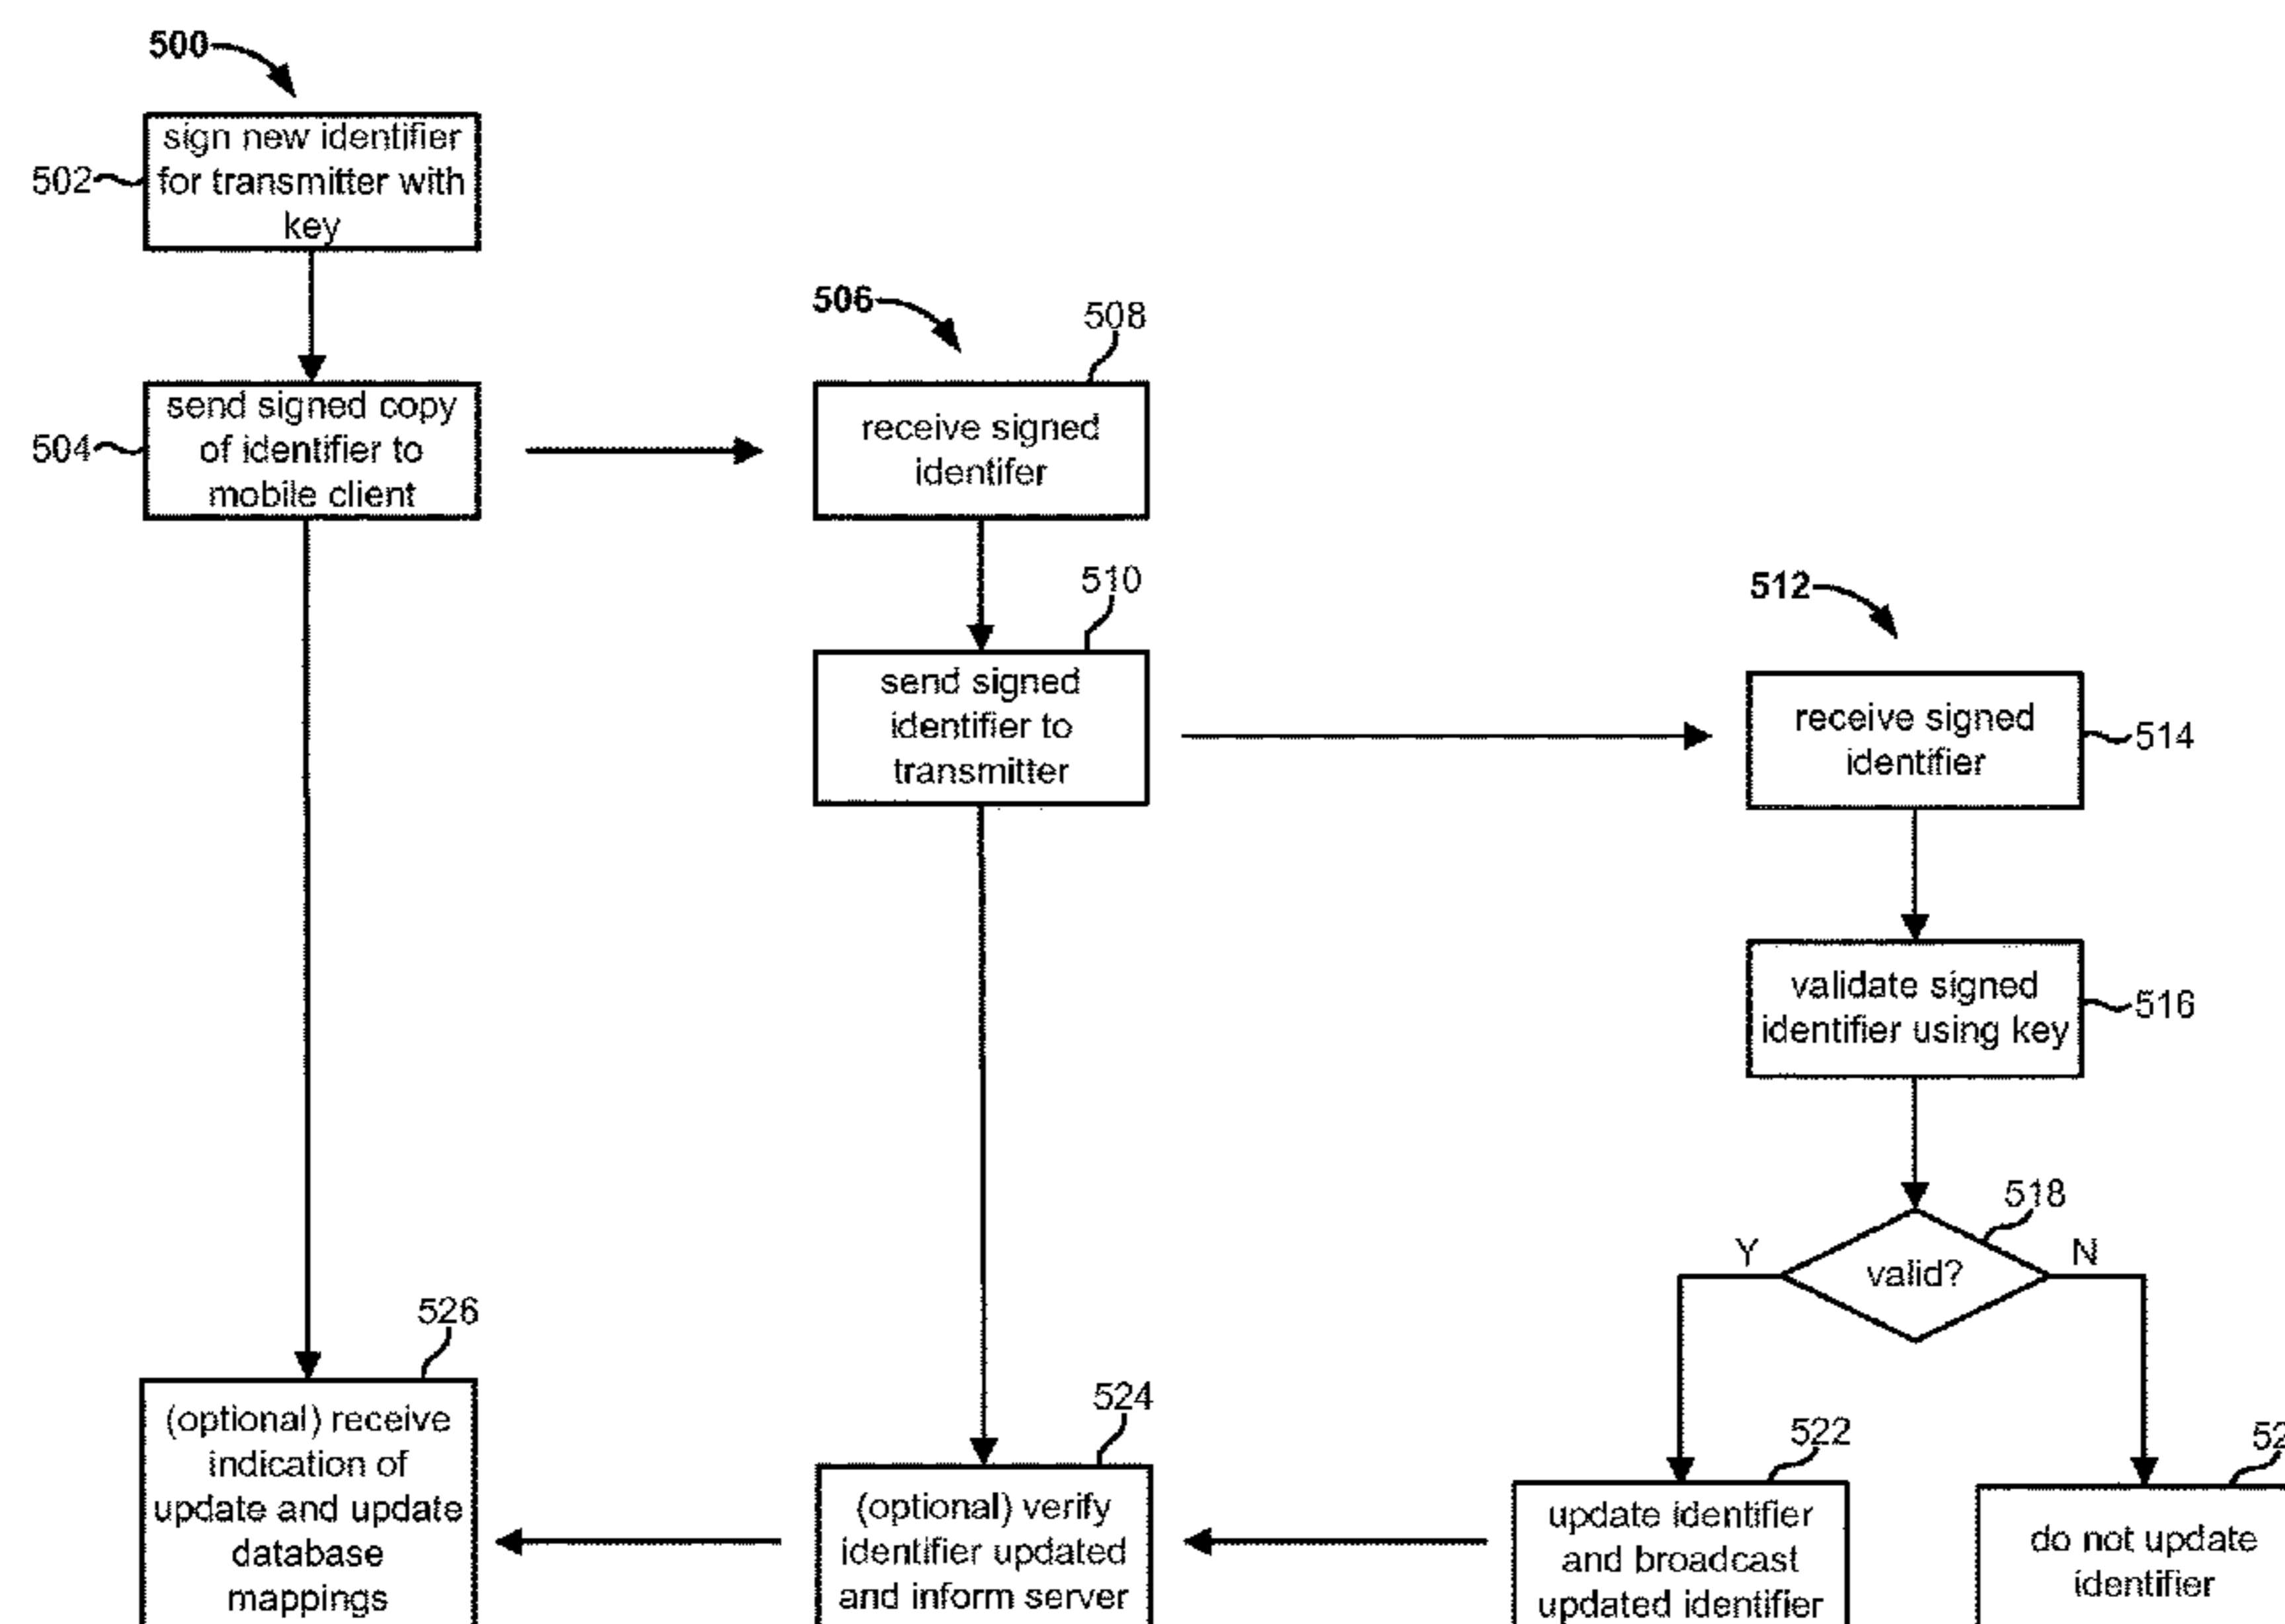 500
sign new identifier
for transmitter with
key
502
send signed copy
of identifier to
mobile client
504
506
508
receive signed
identifer
510
send signed
identifier to
transmitter
512
receive signed
identifier
514
validate signed
identifier using key
516
518
valid?
Y
N
522
update identifier
and broadcast
updated identifier
do not update
identifier
524
(optional) verify
identifier updated
and inform server
526
(optional) receive
indication of
update and update
database
mappings